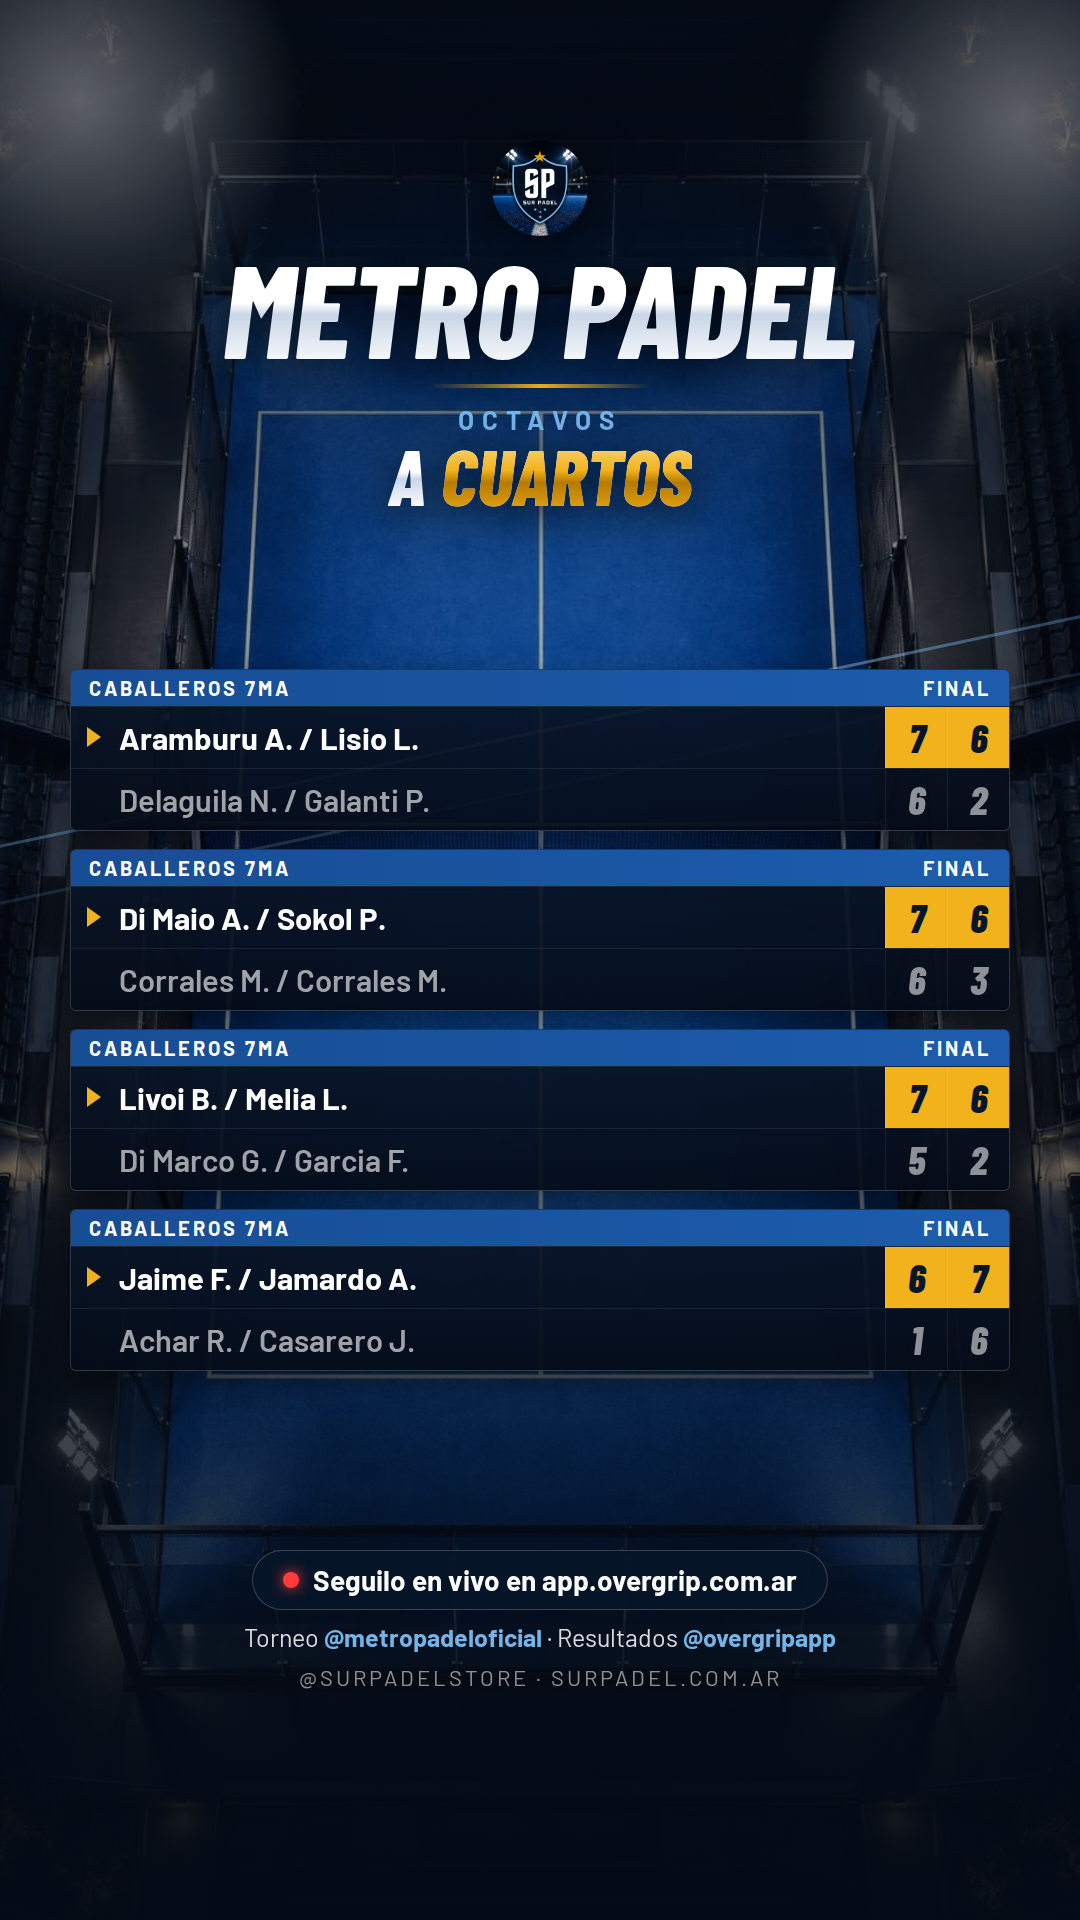 SP
SUR PADEL
METRO PADEL
OCTAVOS
A CUARTOS
CABALLEROS 7MA FINAL
Aramburu A. / Lisio L. 7 6
Delaguila N. / Galanti P. 6 2
CABALLEROS 7MA FINAL
Di Maio A. / Sokol P. 7 6
Corrales M. / Corrales M. 6 3
CABALLEROS 7MA FINAL
Livoi B. / Melia L. 7 6
Di Marco G. / Garcia F. 5 2
CABALLEROS 7MA FINAL
Jaime F. / Jamardo A. 6 7
Achar R. / Casarero J. 1 6
Seguilo en vivo en app.overgrip.com.ar
Torneo @metropadeloficial · Resultados @overgripapp
@SURPADELSTORE · SURPADEL.COM.AR